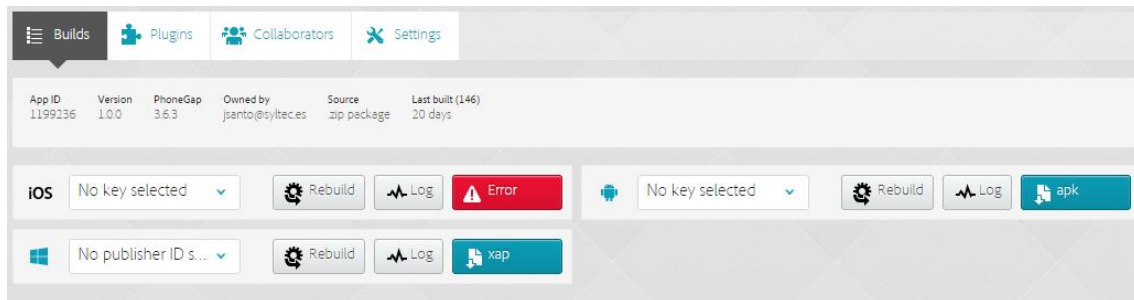 Builds Plugins Collaborators Settings
App ID Version PhoneGap Owned by Source Last built (146)
1199236 1.0.0 3.6.3 jsanto@syltec.es .zip package 20 days
iOS No key selected Rebuild Log Error
No key selected Rebuild Log apk
No publisher ID s... Rebuild Log xap